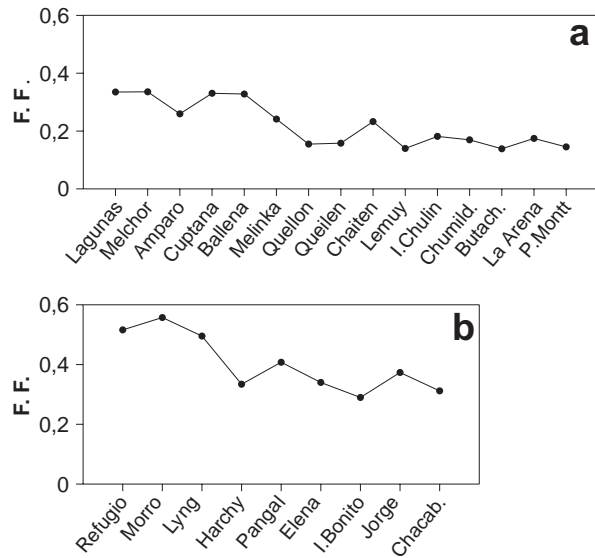 0,6
a
0,4
F. F.
0,2
0
Lagunas
Melchor
Amparo
Cuptana
Ballena
Melinka
Quellon
Queilen
Chaiten
Lemuy
I.Chulin
Chumild.
Butach.
La Arena
P.Montt
0,6
b
0,4
F. F.
0,2
0
Refugio
Morro
Lyng
Harchy
Pangal
Elena
I.Bonito
Jorge
Chacab.